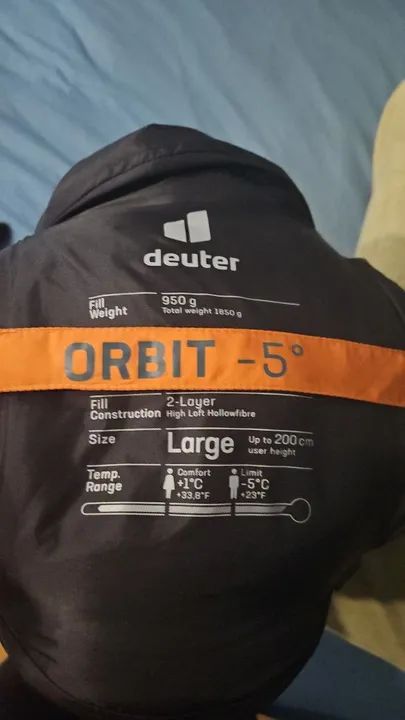 deuter
Fill Weight 950 g
Total weight 1850 g
ORBIT -5°
Fill Construction 2-Layer
High Loft Hollowfibre
Size Large Up to 200 cm user height
Temp. Range Comfort Limit
+1°C -5°C
+33,8°F +23°F